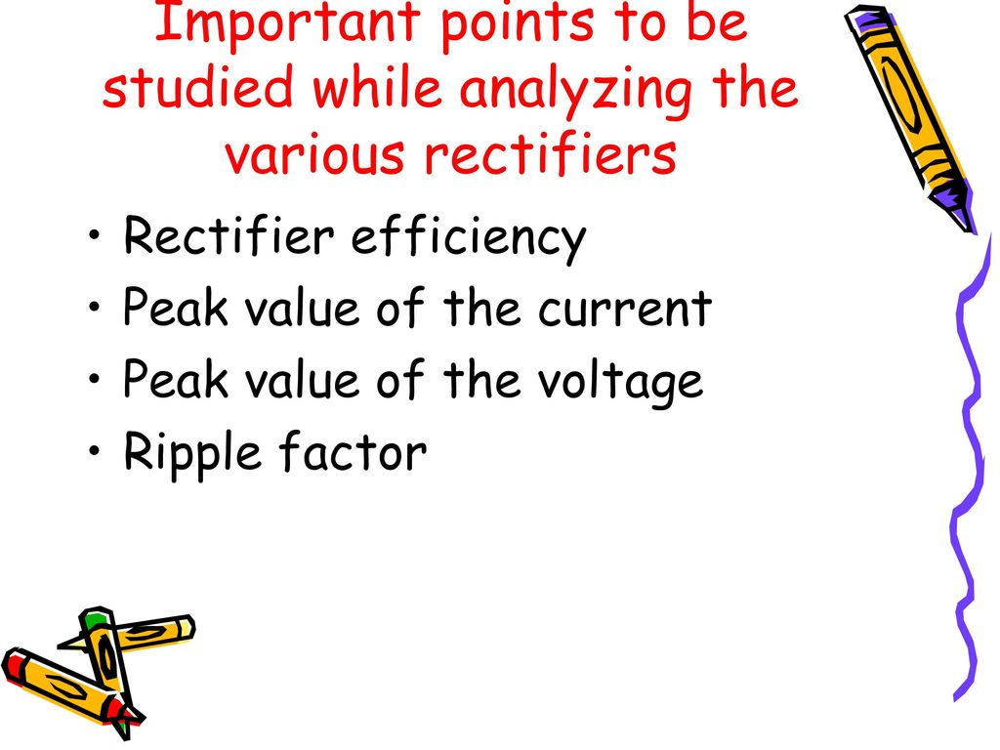 Important points to be
studied while analyzing the
various rectifiers
• Rectifier efficiency
• Peak value of the current
• Peak value of the voltage
• Ripple factor